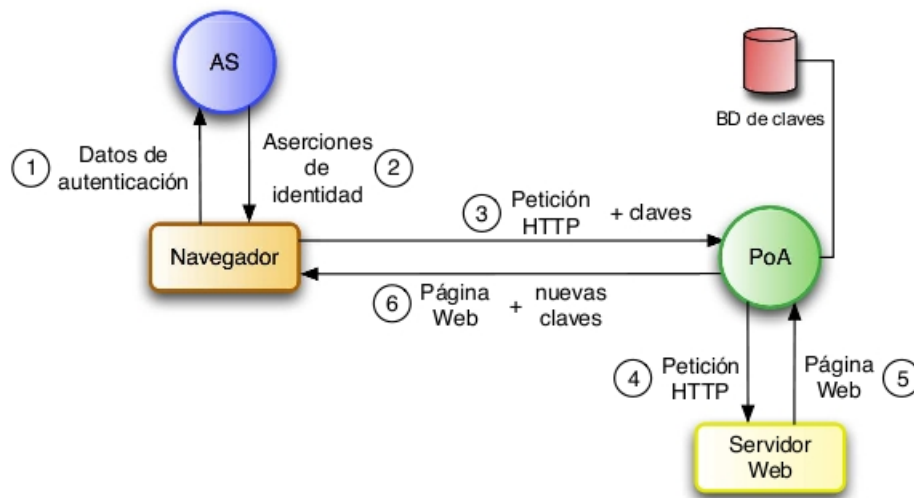 AS
BD de claves
1
Datos de
autenticación
Aserciones
de
identidad
2
3
Petición
HTTP
+ claves
Navegador
PoA
6
Página
Web
+ nuevas
claves
4
Petición
HTTP
Página
Web
5
Servidor
Web